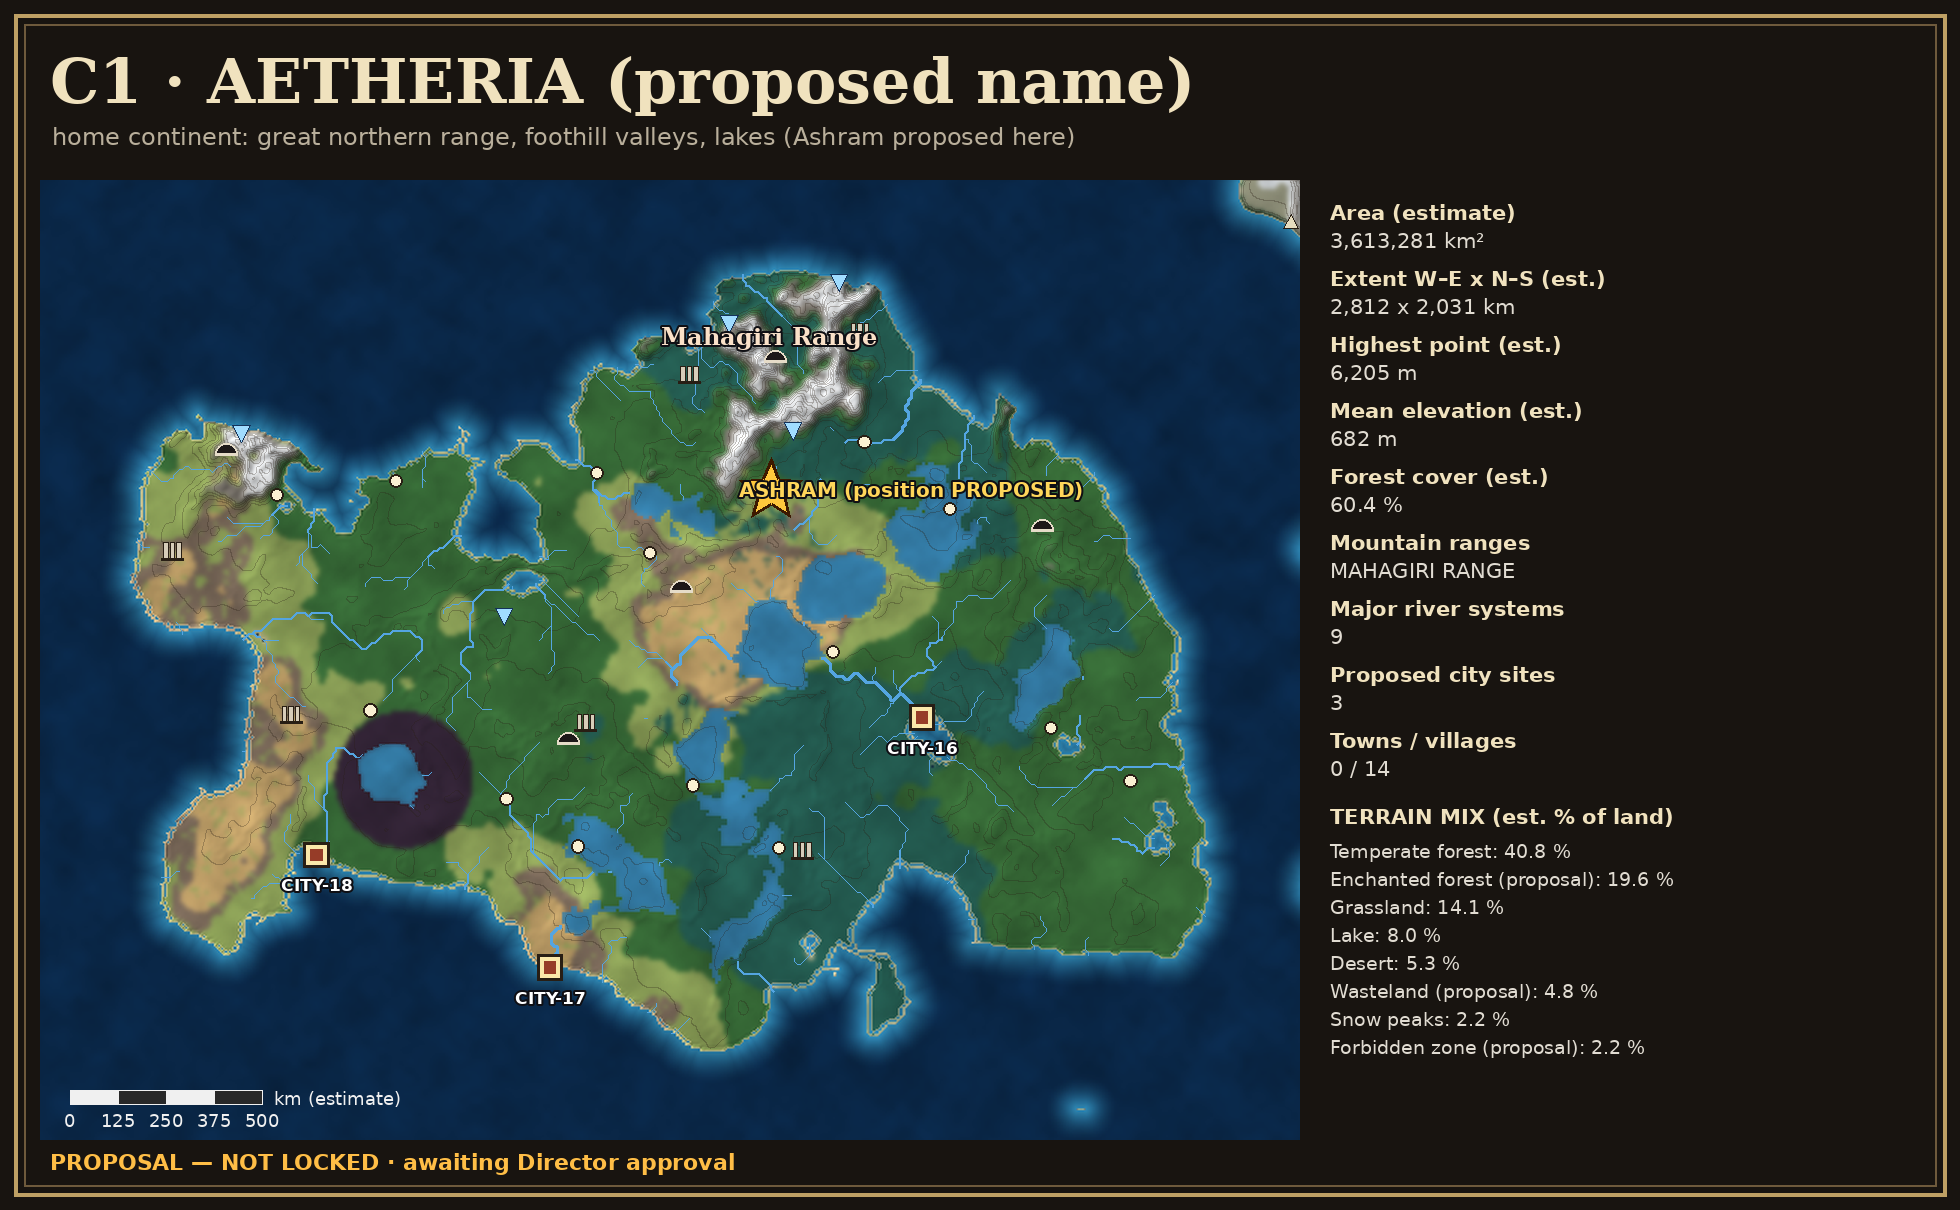 C1 · AETHERIA (proposed name)
home continent: great northern range, foothill valleys, lakes (Ashram proposed here)
Mahagiri Range
ASHRAM (position PROPOSED)
CITY-16
CITY-18
CITY-17
km (estimate)
0 125 250 375 500
Area (estimate)
3,613,281 km²
Extent W–E x N–S (est.)
2,812 x 2,031 km
Highest point (est.)
6,205 m
Mean elevation (est.)
682 m
Forest cover (est.)
60.4 %
Mountain ranges
MAHAGIRI RANGE
Major river systems
9
Proposed city sites
3
Towns / villages
0 / 14
TERRAIN MIX (est. % of land)
Temperate forest: 40.8 %
Enchanted forest (proposal): 19.6 %
Grassland: 14.1 %
Lake: 8.0 %
Desert: 5.3 %
Wasteland (proposal): 4.8 %
Snow peaks: 2.2 %
Forbidden zone (proposal): 2.2 %
PROPOSAL — NOT LOCKED · awaiting Director approval